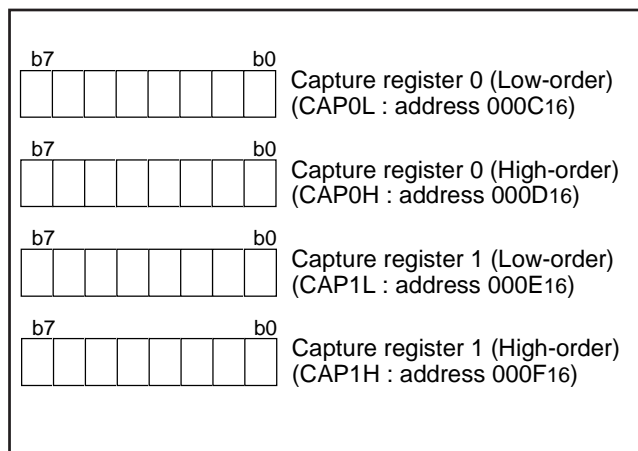 b7 b0
Capture register 0 (Low-order)
(CAP0L : address 000C16)
b7 b0
Capture register 0 (High-order)
(CAP0H : address 000D16)
b7 b0
Capture register 1 (Low-order)
(CAP1L : address 000E16)
b7 b0
Capture register 1 (High-order)
(CAP1H : address 000F16)